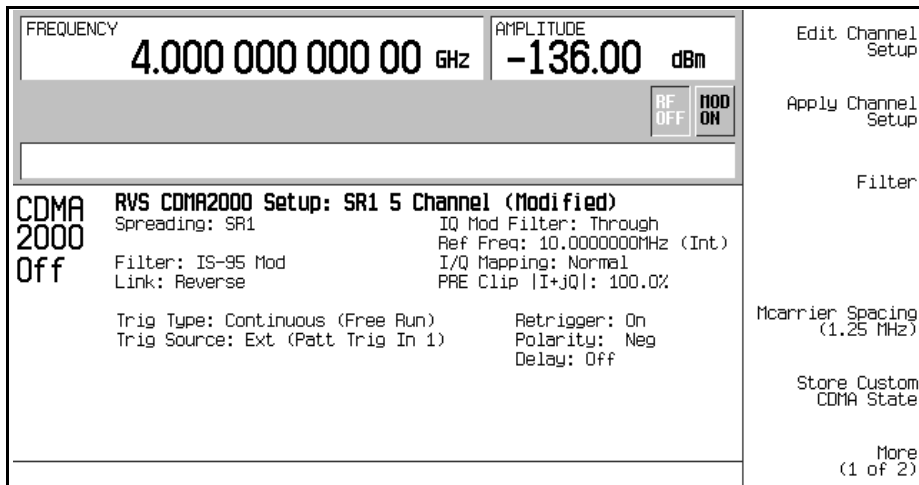 FREQUENCY
4.000 000 000 00 GHz
AMPLITUDE
-136.00 dBm
RF OFF
MOD ON
CDMA 2000 Off
RVS CDMA2000 Setup: SR1 5 Channel (Modified)
Spreading: SR1
IQ Mod Filter: Through
Ref Freq: 10.0000000MHz (Int)
Filter: IS-95 Mod
I/Q Mapping: Normal
Link: Reverse
PRE Clip |I+jQ|: 100.0%
Trig Type: Continuous (Free Run)
Retrigger: On
Trig Source: Ext (Patt Trig In 1)
Polarity: Neg
Delay: Off
Edit Channel
Setup
Apply Channel
Setup
Filter
Mcarrier Spacing
(1.25 MHz)
Store Custom
CDMA State
More
(1 of 2)